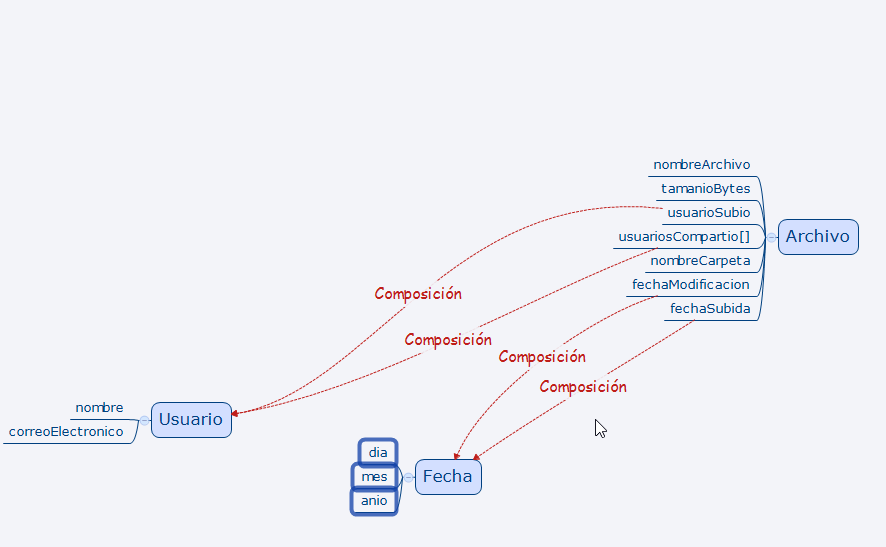 nombreArchivo
tamanioBytes
usuarioSubio
usuariosCompartio[]
Archivo
nombreCarpeta
fechaModificacion
fechaSubida
Composición
Composición
Composición
Composición
nombre
correoElectronico
Usuario
dia
mes
anio
Fecha